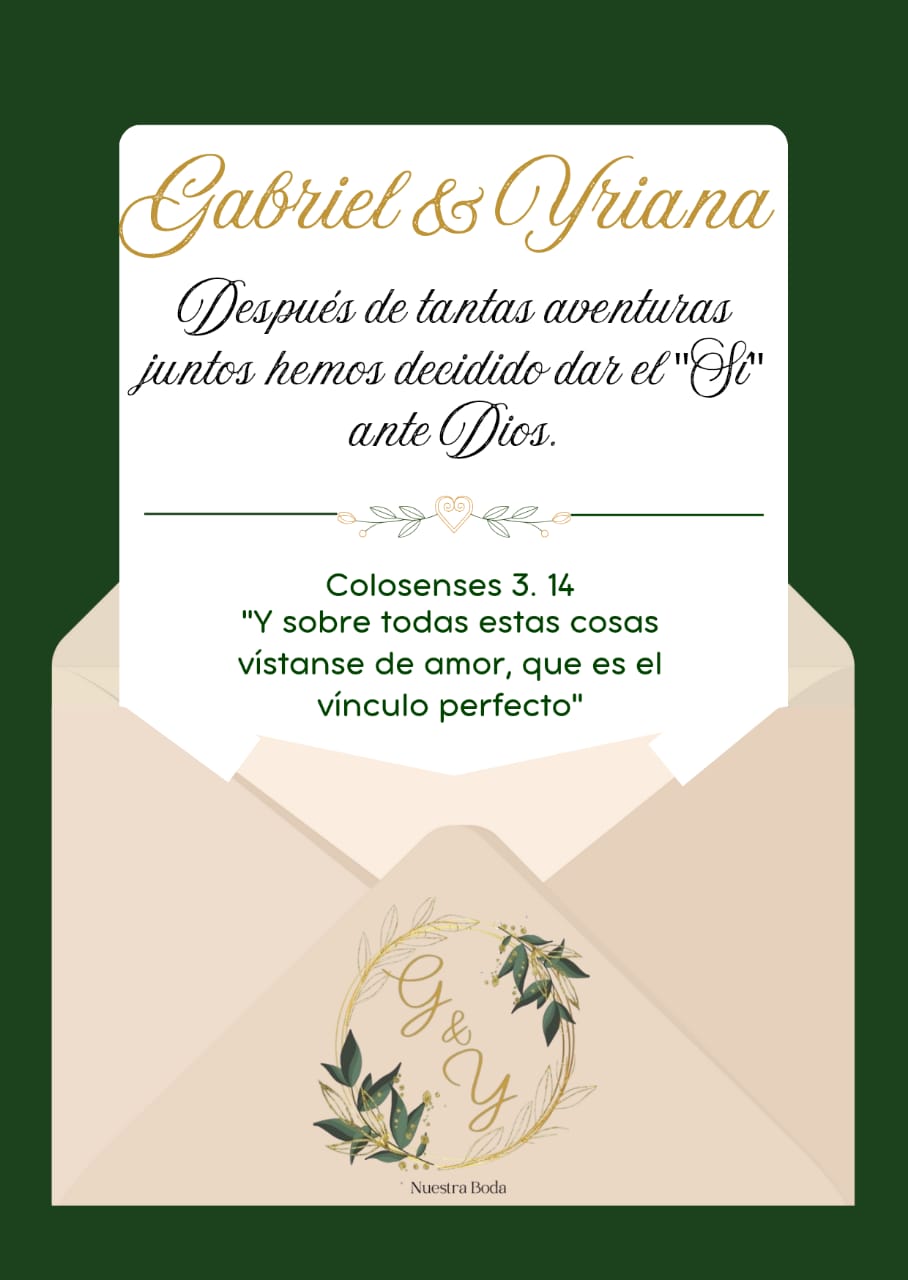 Gabriel & Yriana
Después de tantas aventuras
juntos hemos decidido dar el "Sí"
ante Dios.
Colosenses 3. 14
"Y sobre todas estas cosas
vístanse de amor, que es el
vínculo perfecto"
G
&
Y
Nuestra Boda